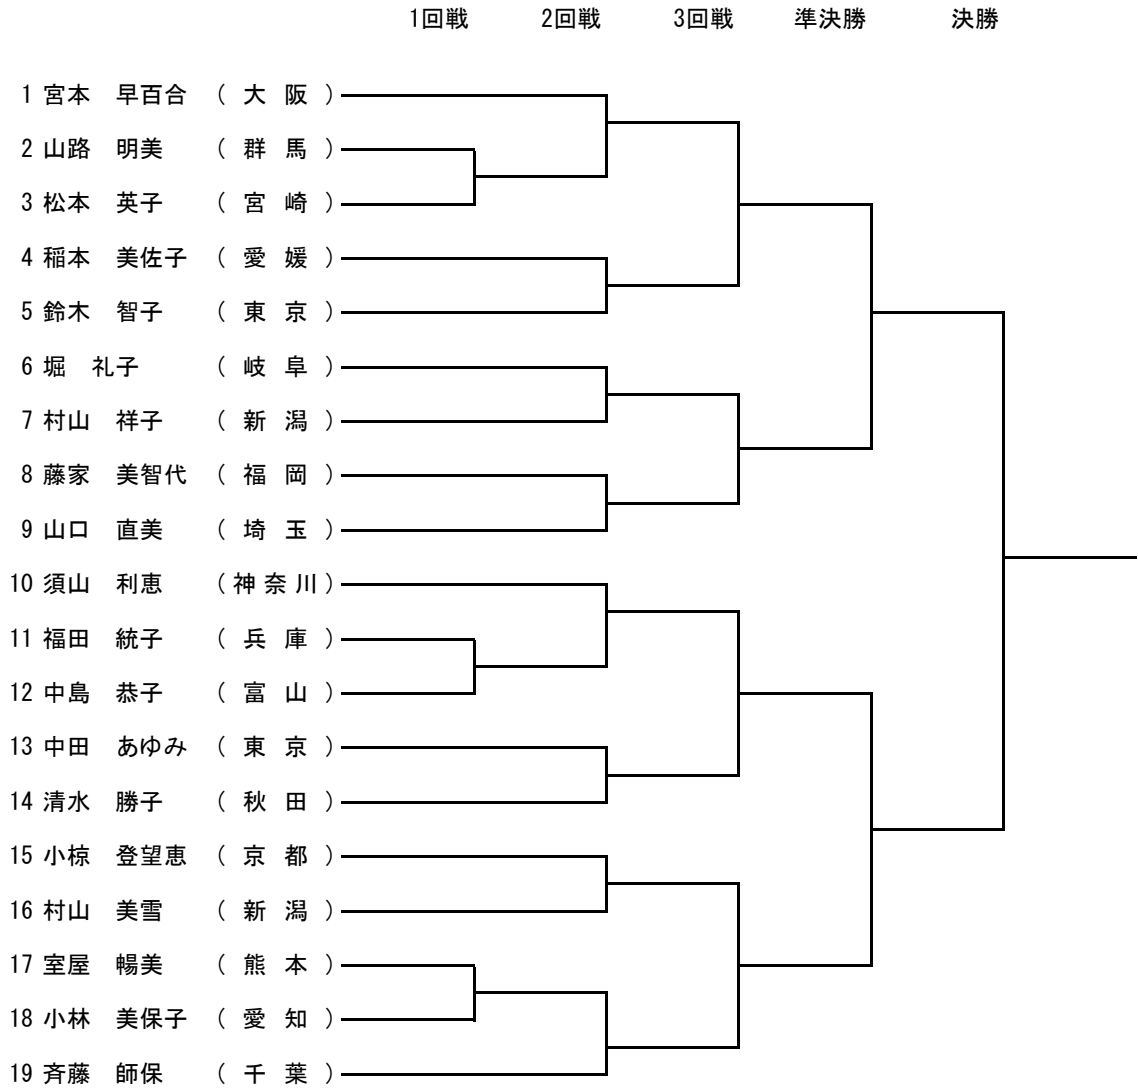 1回戦 2回戦 3回戦 準決勝 決勝
1 宮本 早百合 ( 大 阪 )
2 山路 明美 ( 群 馬 )
3 松本 英子 ( 宮 崎 )
4 稲本 美佐子 ( 愛 媛 )
5 鈴木 智子 ( 東 京 )
6 堀 礼子 ( 岐 阜 )
7 村山 祥子 ( 新 潟 )
8 藤家 美智代 ( 福 岡 )
9 山口 直美 ( 埼 玉 )
10 須山 利恵 ( 神 奈 川 )
11 福田 統子 ( 兵 庫 )
12 中島 恭子 ( 富 山 )
13 中田 あゆみ ( 東 京 )
14 清水 勝子 ( 秋 田 )
15 小椋 登望恵 ( 京 都 )
16 村山 美雪 ( 新 潟 )
17 室屋 暢美 ( 熊 本 )
18 小林 美保子 ( 愛 知 )
19 斉藤 師保 ( 千 葉 )